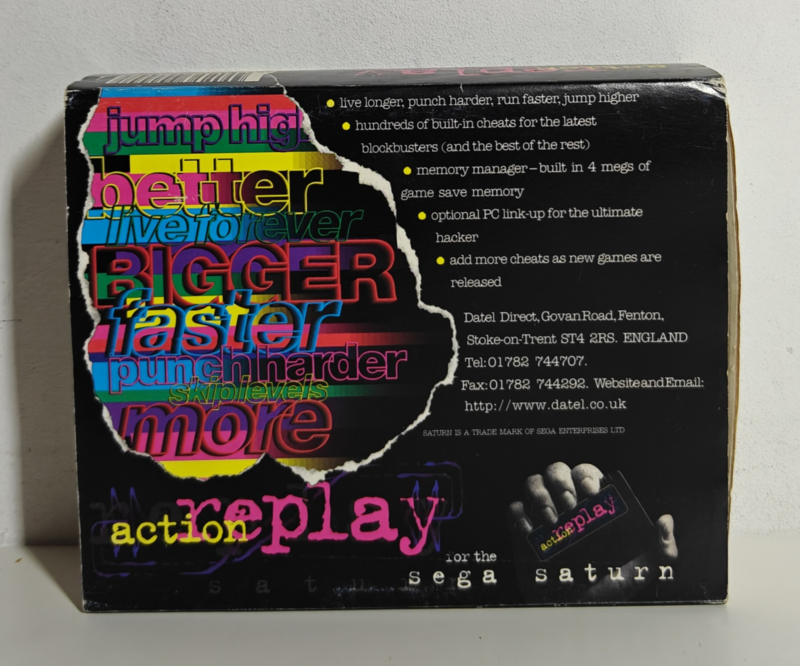 jump hig
better
live forever
BIGGER
faster
punch harder
skip levels
more
live longer, punch harder, run faster, jump higher
hundreds of built-in cheats for the latest
blockbusters (and the best of the rest)
memory manager – built in 4 megs of
game save memory
optional PC link-up for the ultimate
hacker
add more cheats as new games are
released
Datel Direct, Govan Road, Fenton,
Stoke-on-Trent ST4 2RS. ENGLAND
Tel: 01782 744707.
Fax: 01782 744292. Website and Email:
http://www.datel.co.uk
SATURN IS A TRADE MARK OF SEGA ENTERPRISES LTD
action replay
for the
sega saturn
action replay